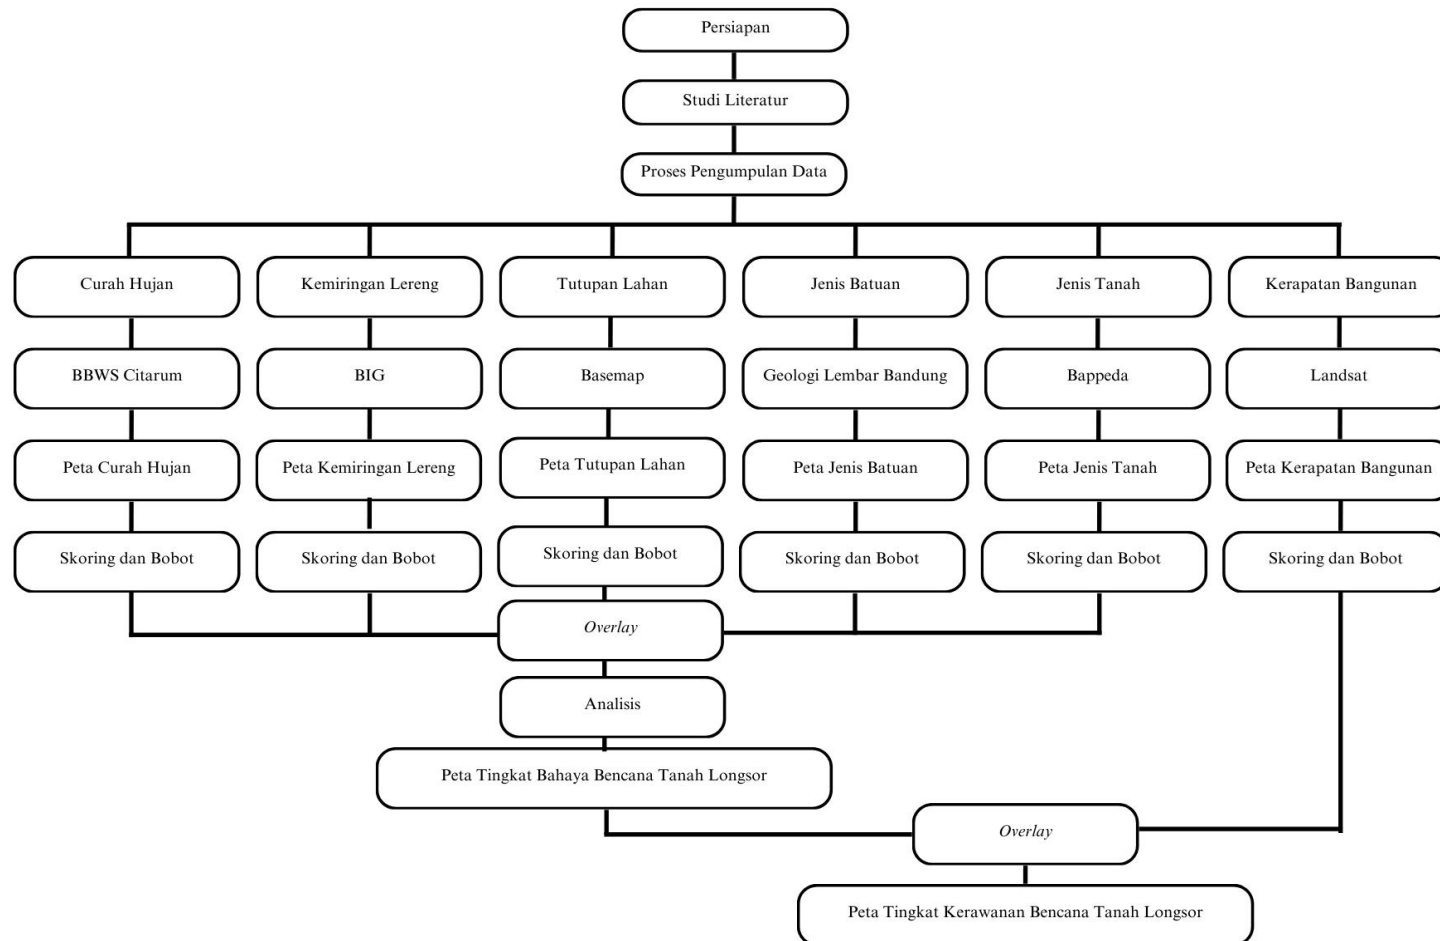 Persiapan
Studi Literatur
Proses Pengumpulan Data
Curah Hujan
Kemiringan Lereng
Tutupan Lahan
Jenis Batuan
Jenis Tanah
Kerapatan Bangunan
BBWS Citarum
BIG
Basemap
Geologi Lembar Bandung
Bappeda
Landsat
Peta Curah Hujan
Peta Kemiringan Lereng
Peta Tutupan Lahan
Peta Jenis Batuan
Peta Jenis Tanah
Peta Kerapatan Bangunan
Skoring dan Bobot
Skoring dan Bobot
Skoring dan Bobot
Skoring dan Bobot
Skoring dan Bobot
Skoring dan Bobot
Overlay
Analisis
Peta Tingkat Bahaya Bencana Tanah Longsor
Overlay
Peta Tingkat Kerawanan Bencana Tanah Longsor